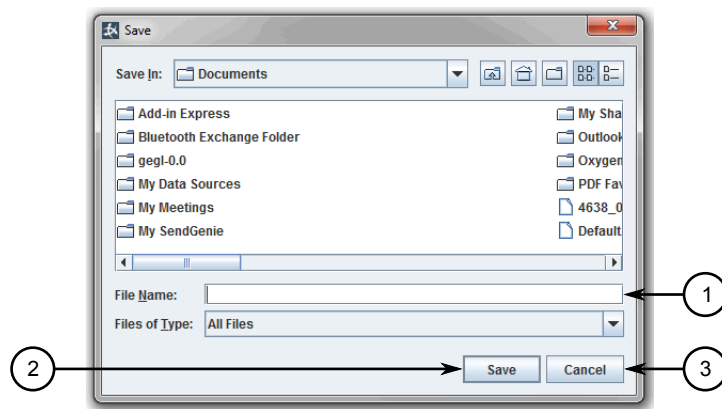 Save
Save In: Documents
Add-in Express
Bluetooth Exchange Folder
gegl-0.0
My Data Sources
My Meetings
My SendGenie
My Sha
Outlook
Oxygen
PDF Fav
4638_0
Default
File Name:
1
Files of Type: All Files
2
Save
Cancel
3